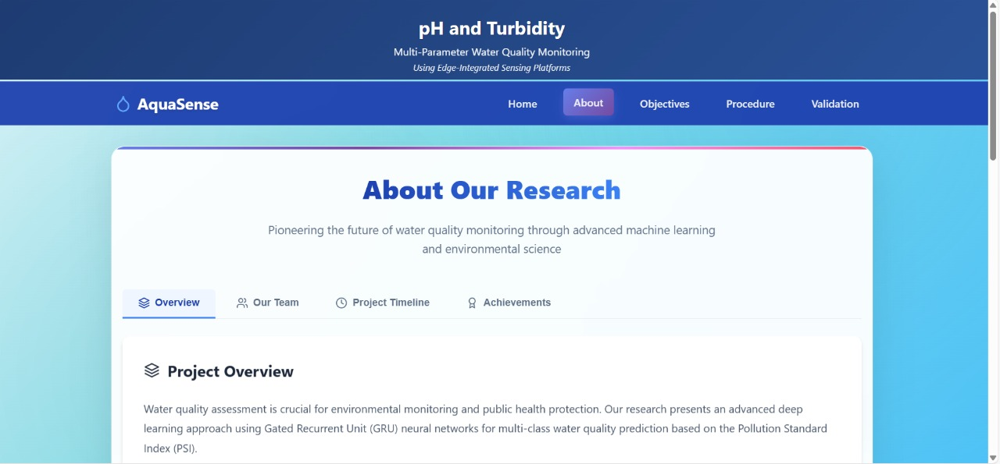 pH and Turbidity
Multi-Parameter Water Quality Monitoring
Using Edge-Integrated Sensing Platforms
AquaSense
Home
About
Objectives
Procedure
Validation
About Our Research
Pioneering the future of water quality monitoring through advanced machine learning
and environmental science
Overview
Our Team
Project Timeline
Achievements
Project Overview
Water quality assessment is crucial for environmental monitoring and public health protection. Our research presents an advanced deep
learning approach using Gated Recurrent Unit (GRU) neural networks for multi-class water quality prediction based on the Pollution Standard
Index (PSI).